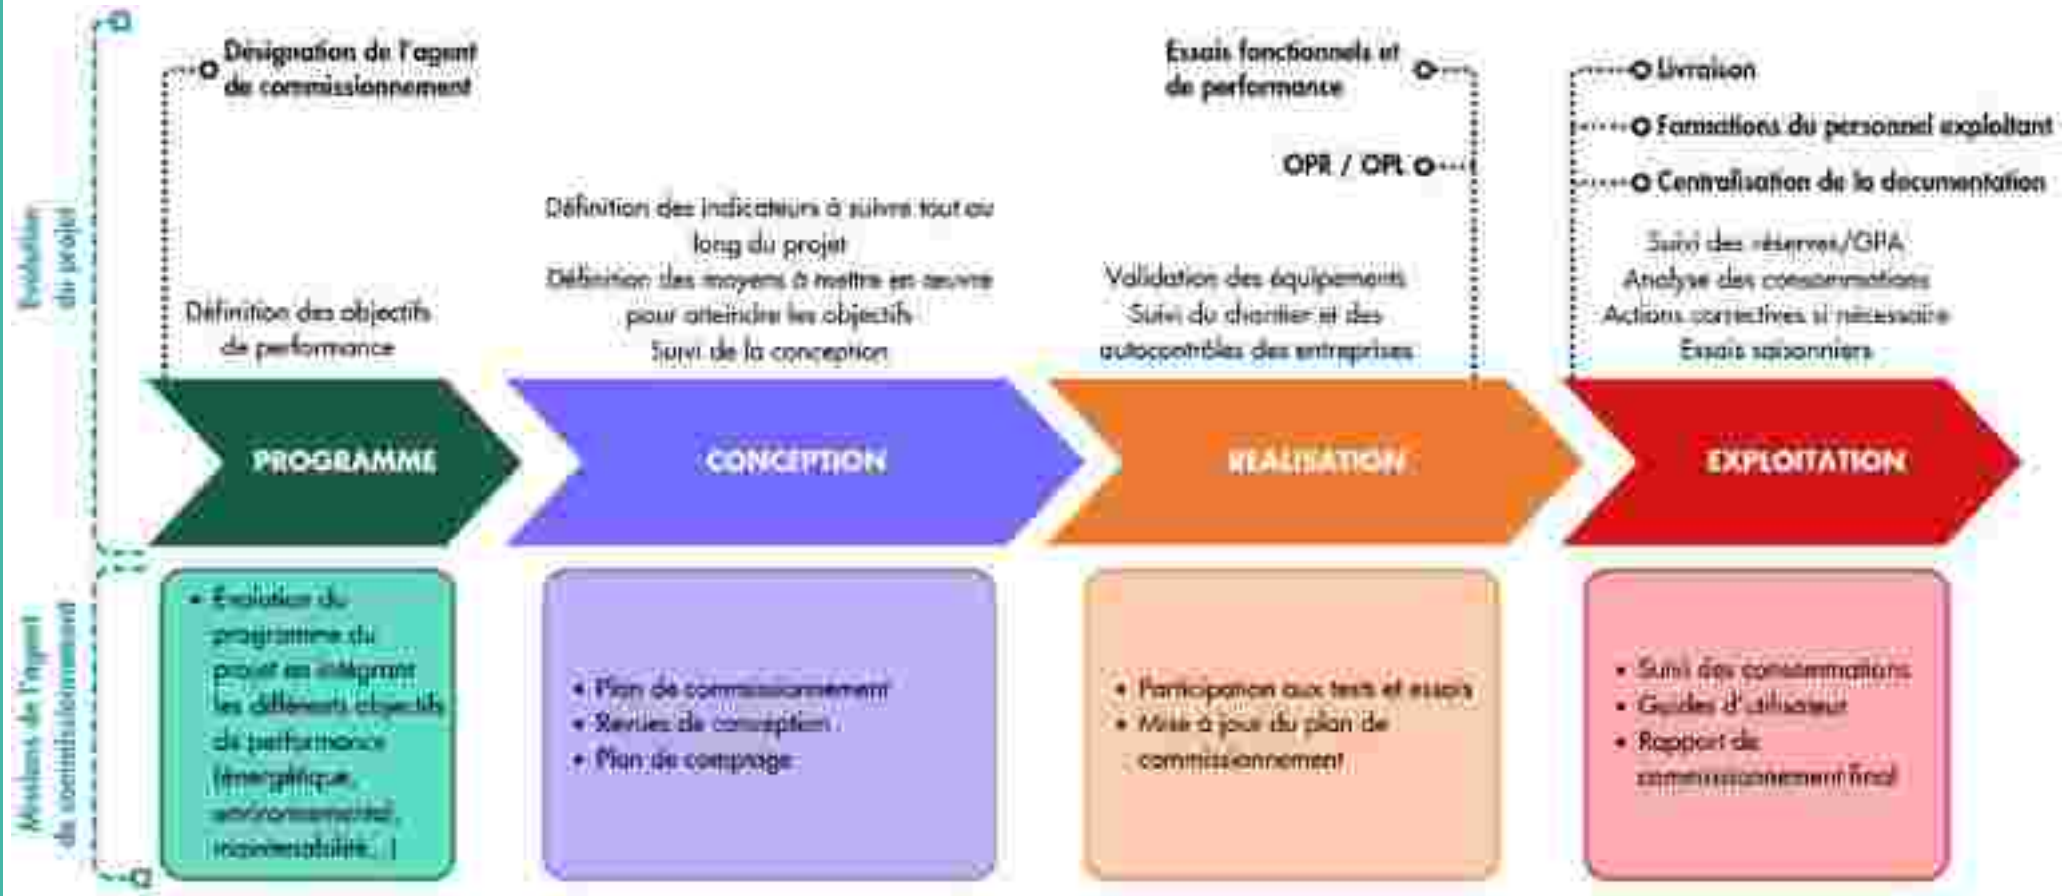 Evolution
du projet
Désignation de l'agent
de commissionnement
Définition des objectifs
de performance
Définition des indicateurs à suivre tout au
long du projet
Définition des moyens à mettre en œuvre
pour atteindre les objectifs
Suivi de la conception
Essais fonctionnels et
de performance
OPR / OPL
Validation des équipements
Suivi du chantier et des
autocontrôles des entreprises
Livraison
Formations du personnel exploitant
Centralisation de la documentation
Suivi des réserves/GPA
Analyse des consommations
Actions correctives si nécessaire
Essais saisonniers
PROGRAMME
CONCEPTION
REALISATION
EXPLOITATION
Missions de l'agent
de commissionnement
• Evolution du
programme du
projet en intégrant
les différents objectifs
de performance
(énergétique,
environnemental,
maintenabilité...)
• Plan de commissionnement
• Revues de conception
• Plan de comptage
• Participation aux tests et essais
• Mise à jour du plan de
commissionnement
• Suivi des consommations
• Guides d'utilisateur
• Rapport de
commissionnement final